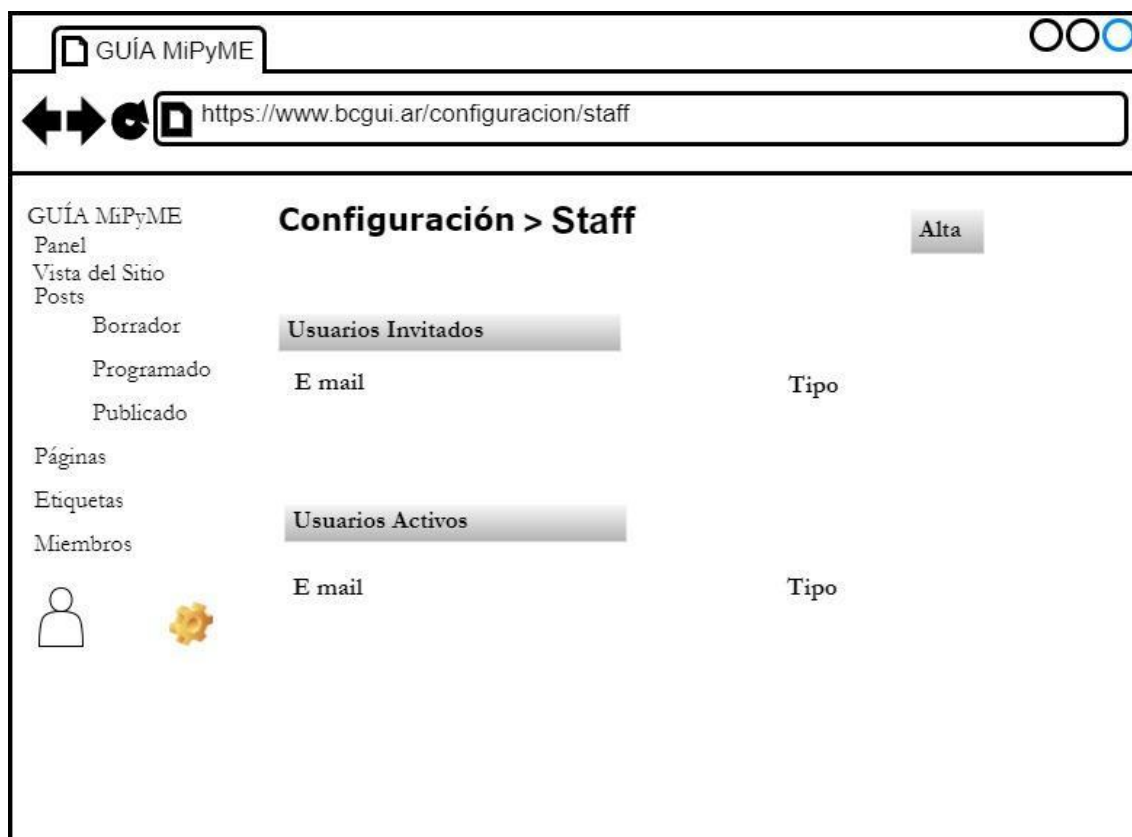 GUÍA MiPyME
https://www.bcgui.ar/configuracion/staff
GUÍA MiPyME
Panel
Vista del Sitio
Posts
Borrador
Programado
Publicado
Páginas
Etiquetas
Miembros
Configuración > Staff
Alta
Usuarios Invitados
E mail Tipo
Usuarios Activos
E mail Tipo